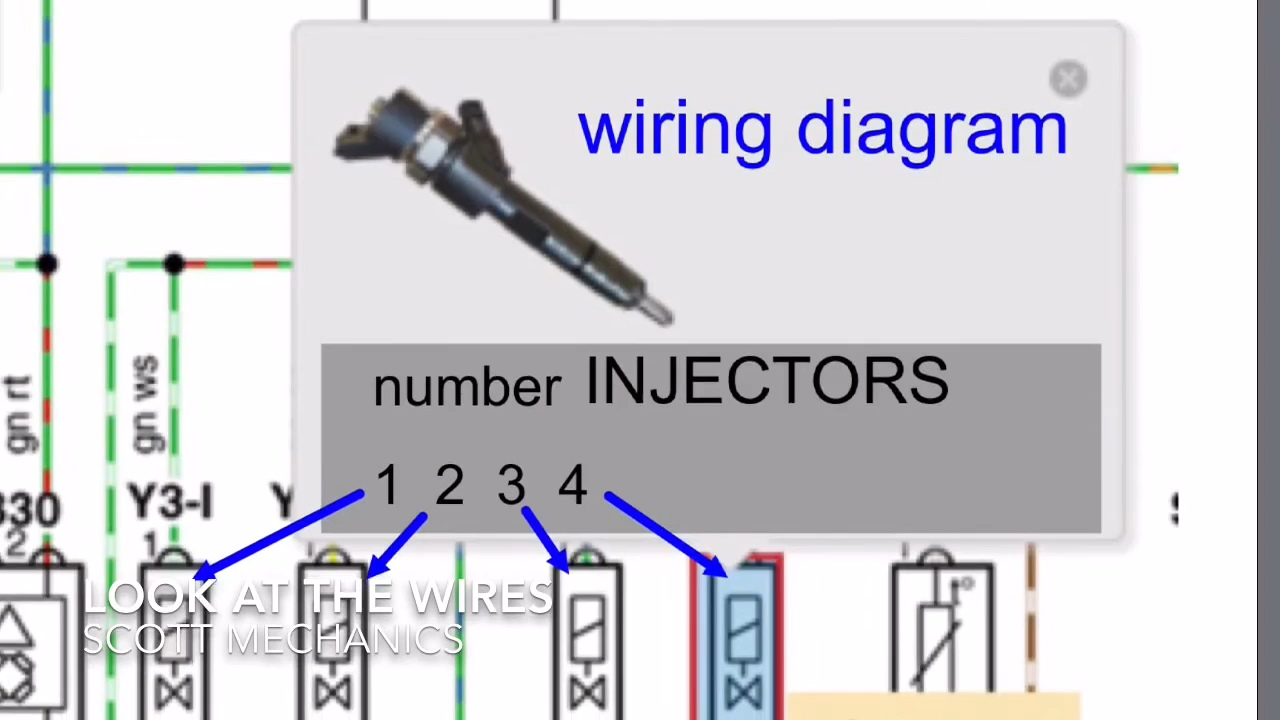 wiring diagram
number INJECTORS
1 2 3 4
gn rt
gn ws
Y3-I
2
1
LOOK AT THE WIRES
SCOTT MECHANICS